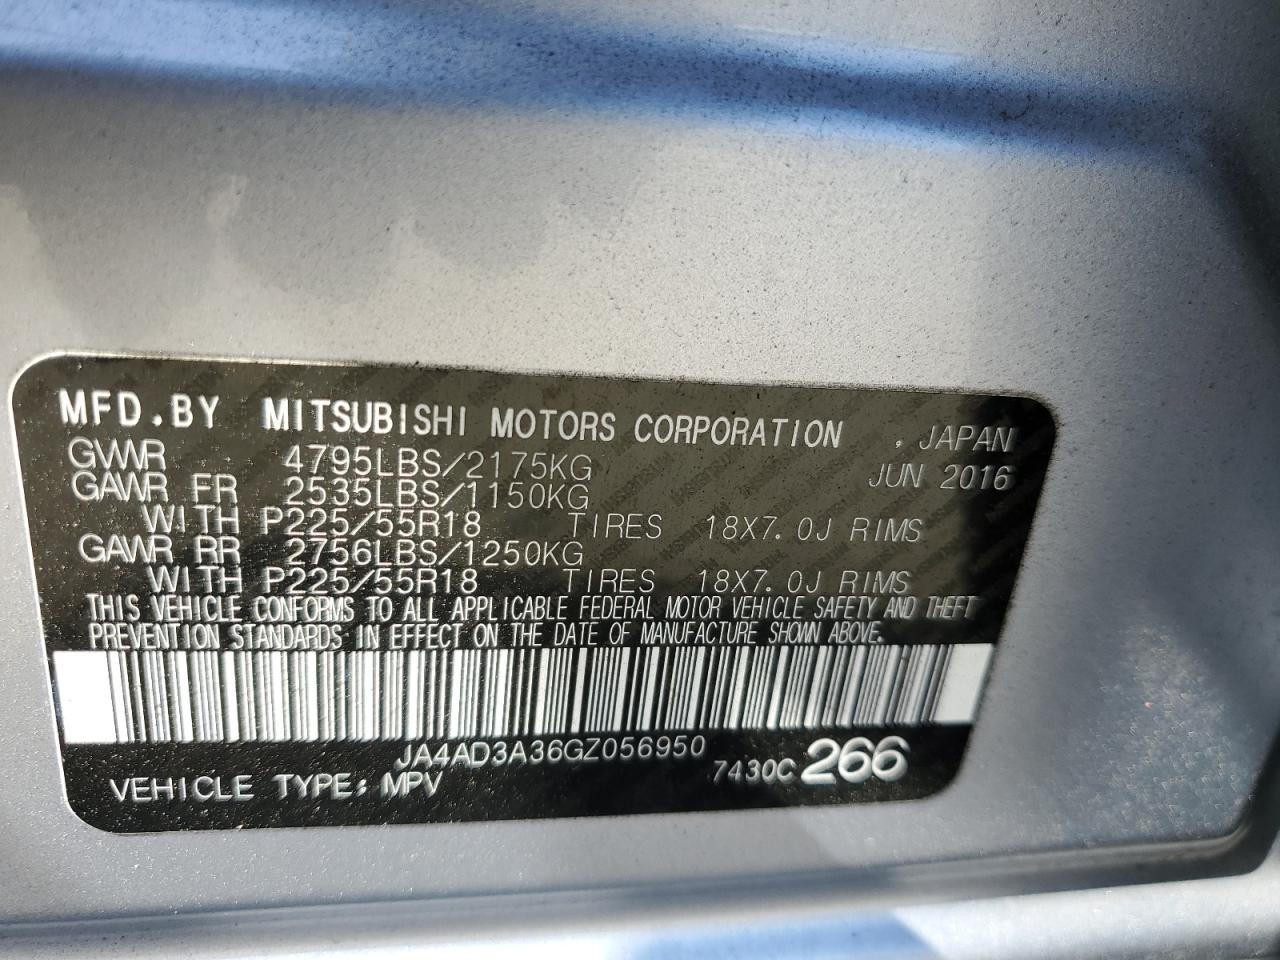 MFD.BY MITSUBISHI MOTORS CORPORATION , JAPAN
GVWR 4795LBS/2175KG JUN 2016
GAWR FR 2535LBS/1150KG
WITH P225/55R18 TIRES 18X7.0J RIMS
GAWR RR 2756LBS/1250KG
WITH P225/55R18 TIRES 18X7.0J RIMS
THIS VEHICLE CONFORMS TO ALL APPLICABLE FEDERAL MOTOR VEHICLE SAFETY AND THEFT
PREVENTION STANDARDS IN EFFECT ON THE DATE OF MANUFACTURE SHOWN ABOVE.
JA4AD3A36GZ056950
VEHICLE TYPE: MPV 7430C 266